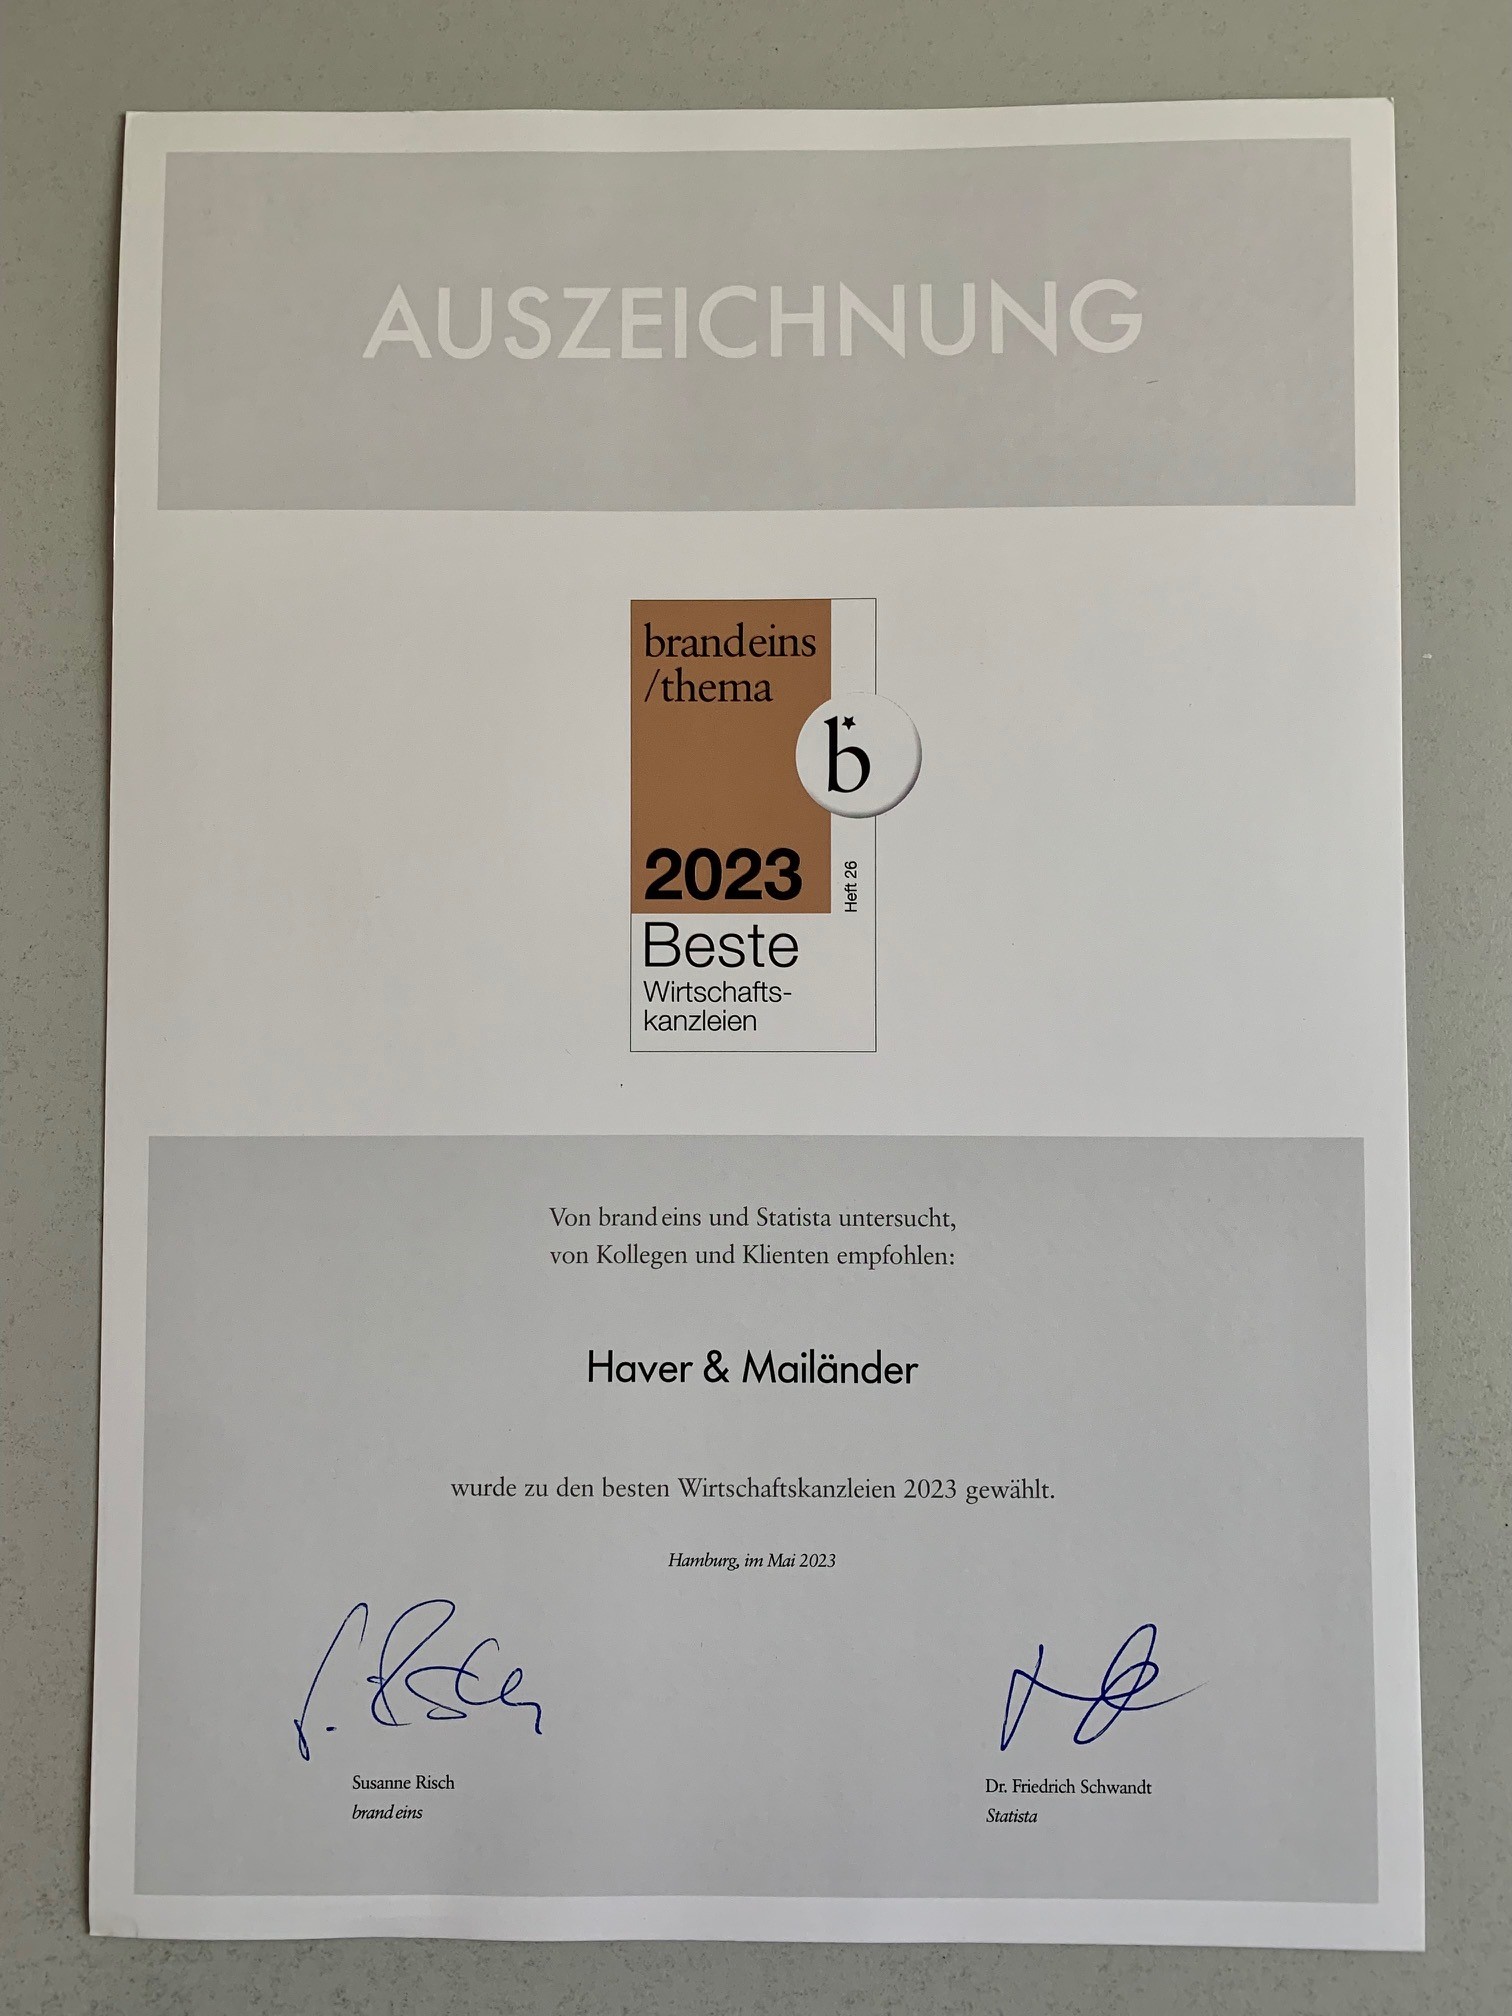 AUSZEICHNUNG
brand eins
/thema
b
2023
Heft 26
Beste
Wirtschafts-
kanzleien
Von brand eins und Statista untersucht,
von Kollegen und Klienten empfohlen:
Haver & Mailänder
wurde zu den besten Wirtschaftskanzleien 2023 gewählt.
Hamburg, im Mai 2023
Susanne Risch
brand eins
Dr. Friedrich Schwandt
Statista